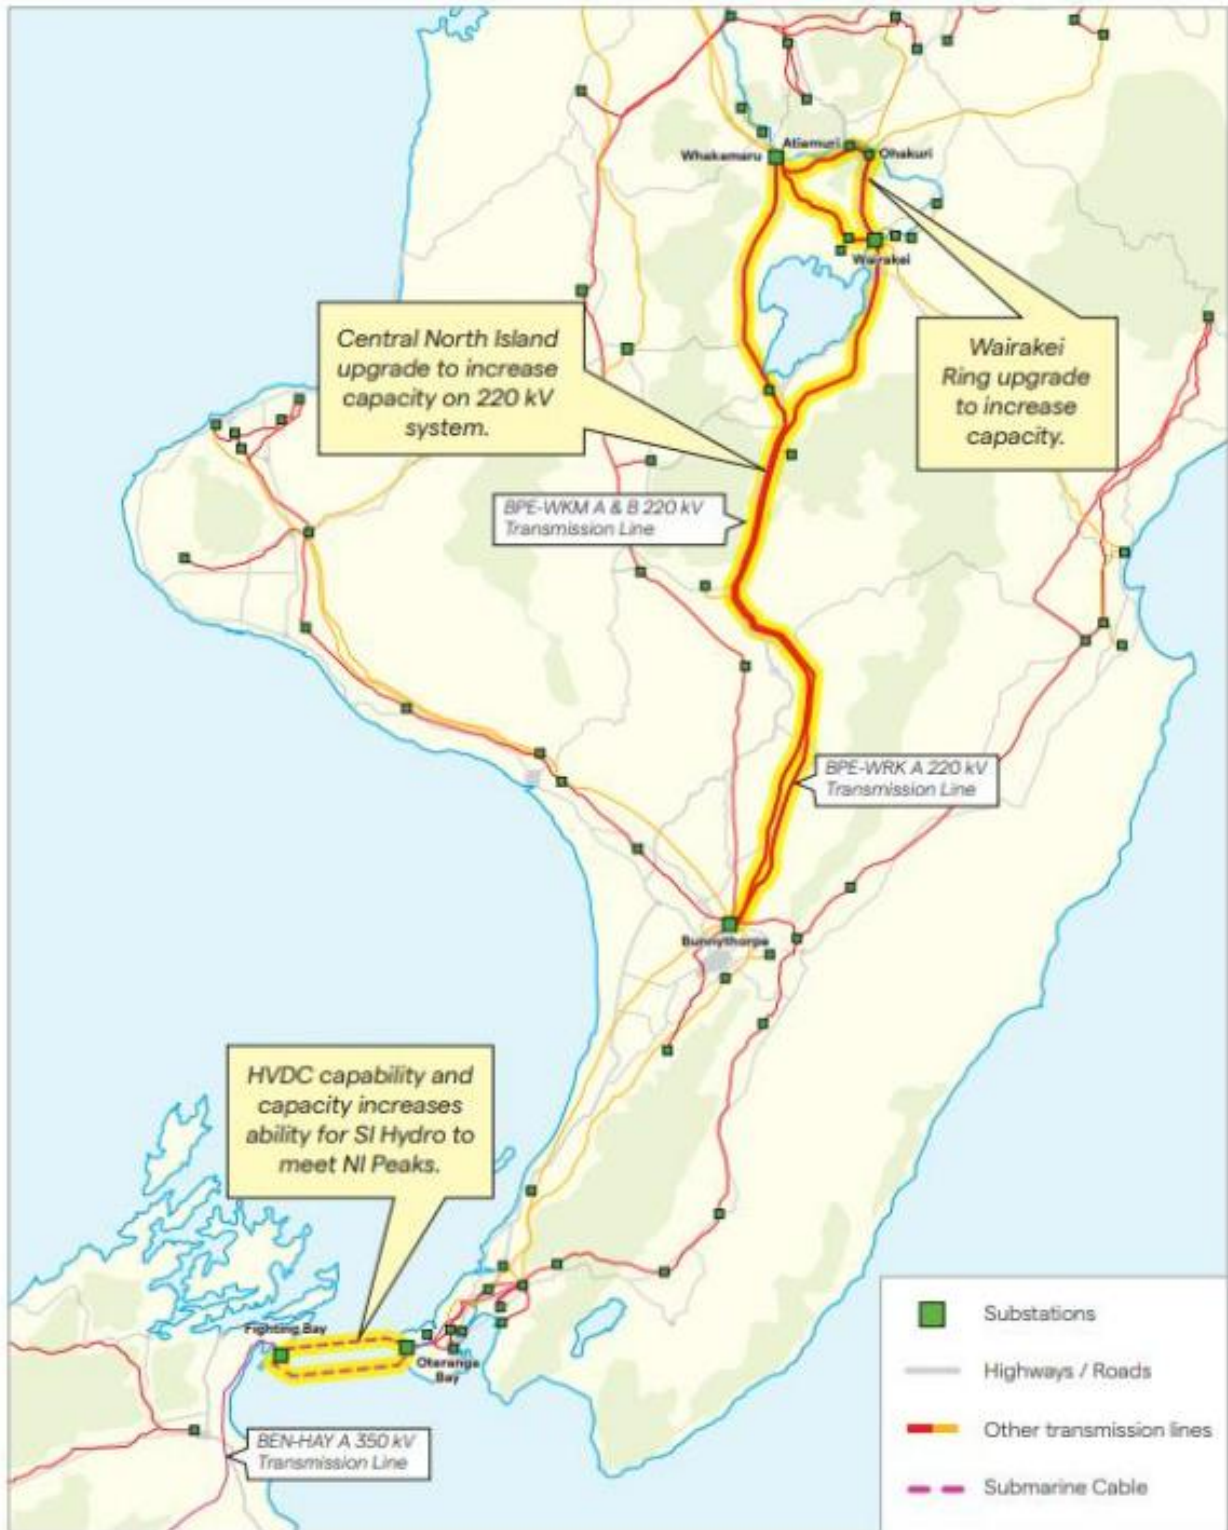 Whakamaru
Atiamuri
Ohakuri
Wairakei
Central North Island
upgrade to increase
capacity on 220 kV
system.
Wairakei
Ring upgrade
to increase
capacity.
BPE-WKM A & B 220 kV
Transmission Line
BPE-WRK A 220 kV
Transmission Line
Bunnythorpe
HVDC capability and
capacity increases
ability for SI Hydro to
meet NI Peaks.
Fighting Bay
Oteranga
Bay
BEN-HAY A 350 kV
Transmission Line
Substations
Highways / Roads
Other transmission lines
Submarine Cable